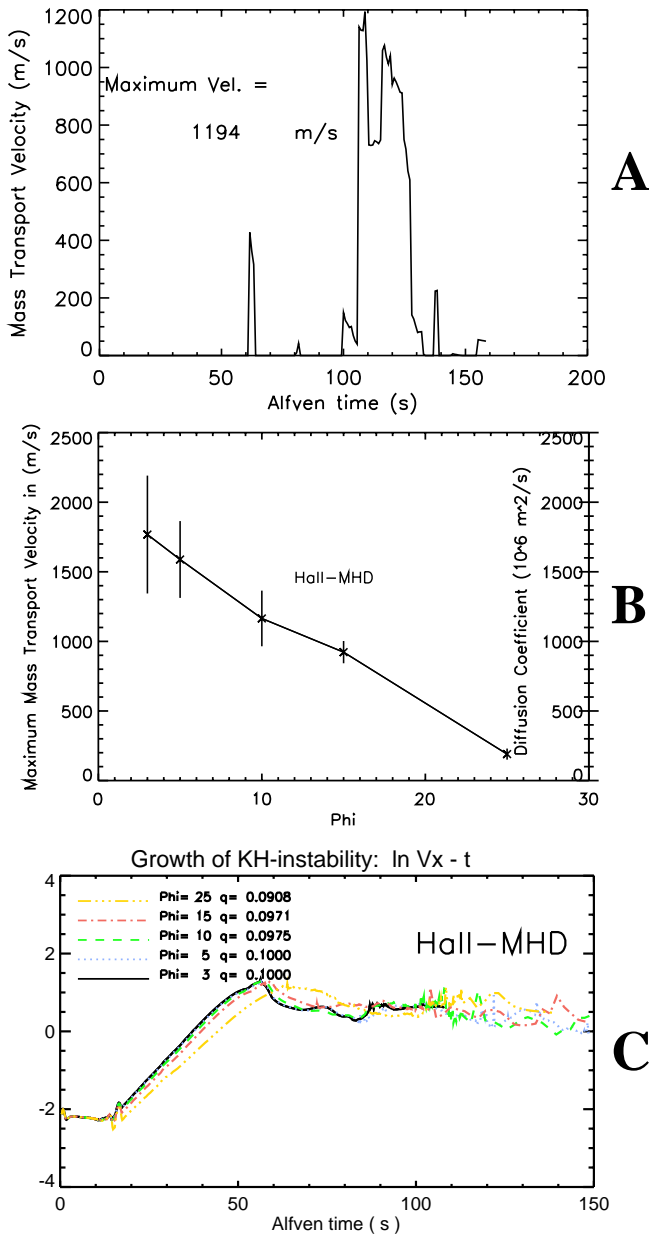 1200
1000
800
600
400
200
0
Mass Transport Velocity (m/s)
Maximum Vel. =
1194 m/s
0 50 100 150 200
Alfven time (s)
A
2500
2000
1500
1000
500
0
Maximum Mass Transport Velocity in (m/s)
Hall-MHD
2500
2000
1500
1000
500
0
Diffusion Coefficient (10^6 m^2/s)
0 10 20 30
Phi
B
Growth of KH-instability: ln Vx - t
4
2
0
-2
-4
Phi= 25 q= 0.0908
Phi= 15 q= 0.0971
Phi= 10 q= 0.0975
Phi= 5 q= 0.1000
Phi= 3 q= 0.1000
Hall-MHD
0 50 100 150
Alfven time ( s )
C